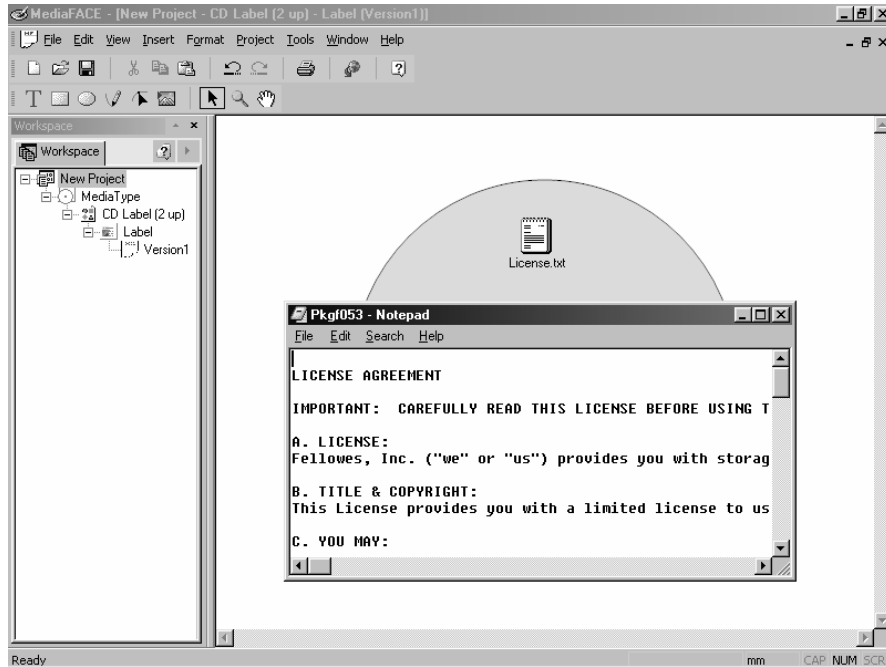 MediaFACE - [New Project - CD Label (2 up) - Label (Version1)]
File Edit View Insert Format Project Tools Window Help
T
Workspace
Workspace
New Project
MediaType
CD Label (2 up)
Label
Version1
License.txt
Pkgf053 - Notepad
File Edit Search Help
LICENSE AGREEMENT
IMPORTANT: CAREFULLY READ THIS LICENSE BEFORE USING T
A. LICENSE:
Fellowes, Inc. ("we" or "us") provides you with storag
B. TITLE & COPYRIGHT:
This License provides you with a limited license to us
C. YOU MAY:
Ready mm CAP NUM SCR